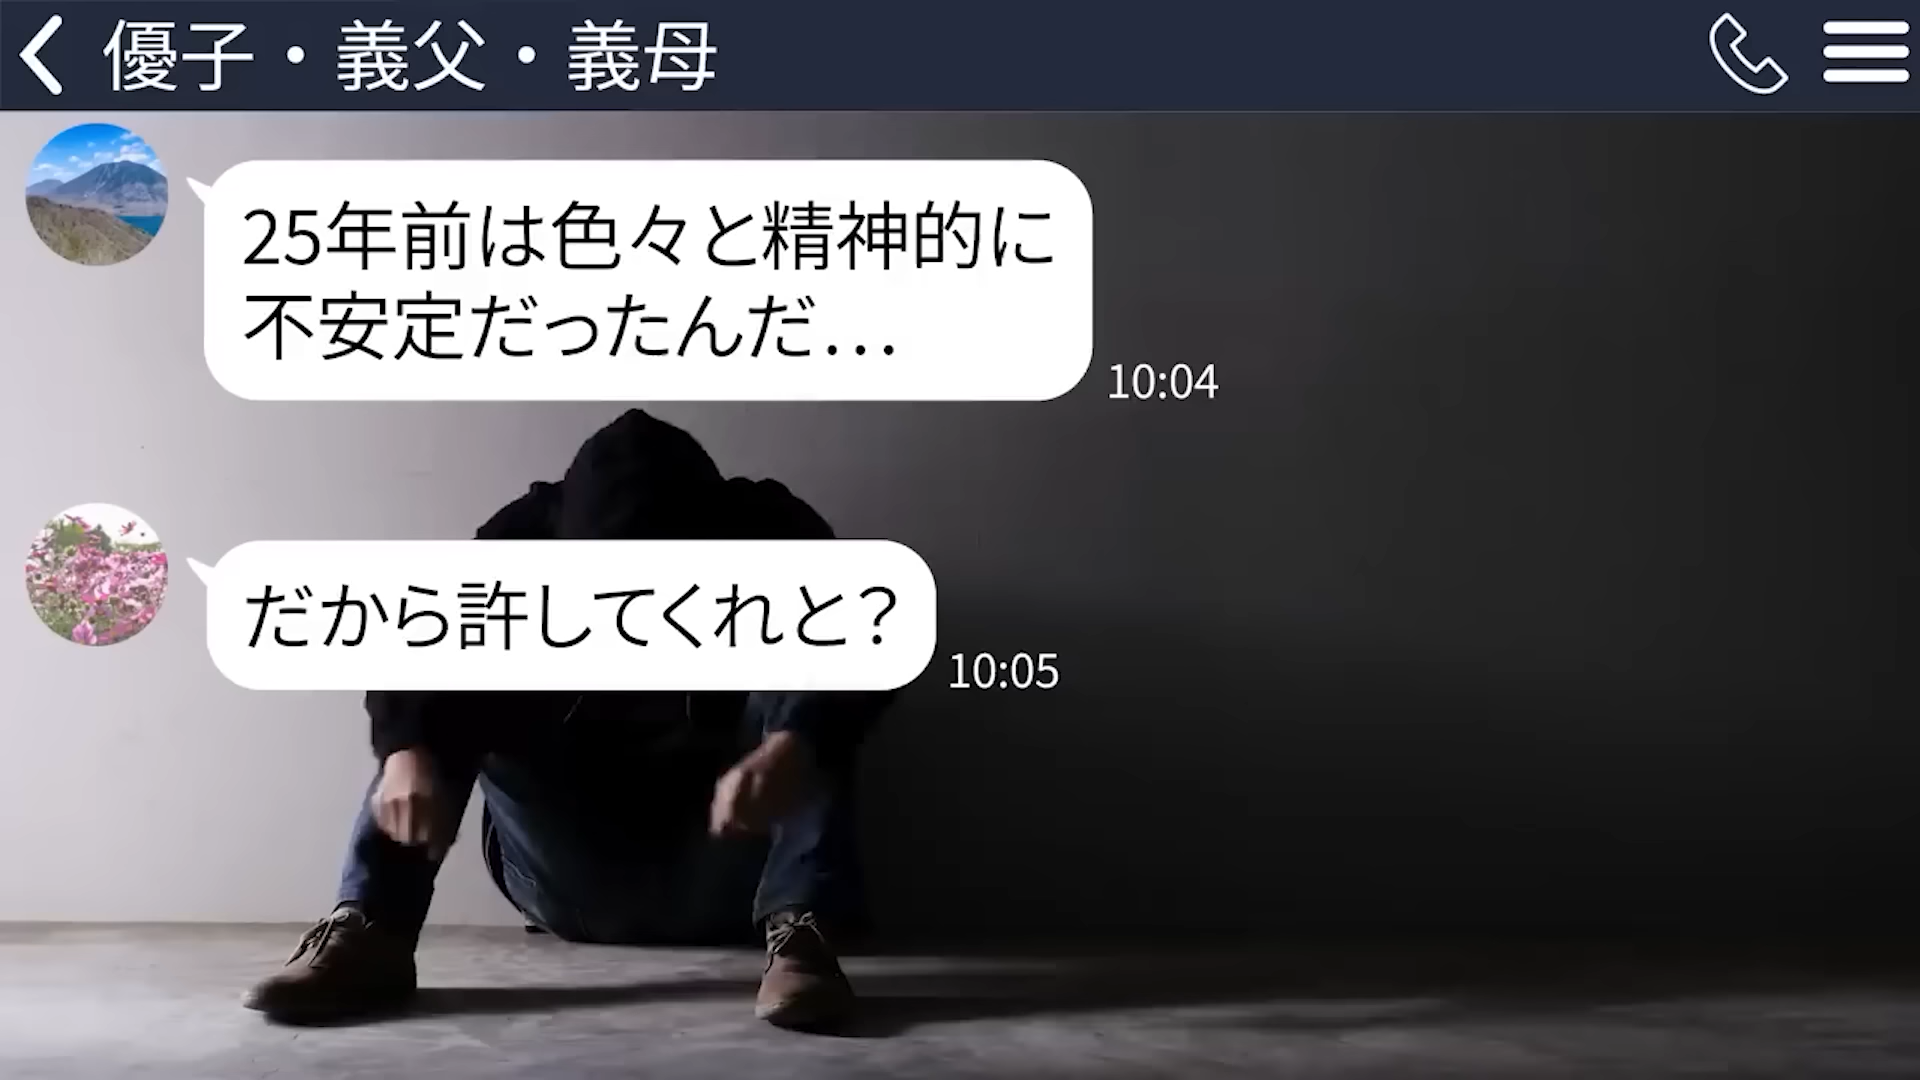 優子・義父・義母
25年前は色々と精神的に
不安定だったんだ…
10:04
だから許してくれと？
10:05